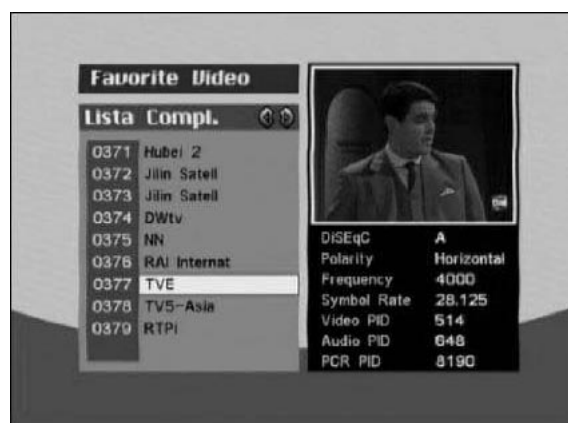 Favorite Video
Lista Compl.
0371 Hubei 2
0372 Jilin Satell
0373 Jilin Satell
0374 DWtv
0375 NN
0376 RAI Internat
0377 TVE
0378 TV5-Asia
0379 RTPi
DiSEqC A
Polarity Horizontal
Frequency 4000
Symbol Rate 28.125
Video PID 514
Audio PID 648
PCR PID 8190